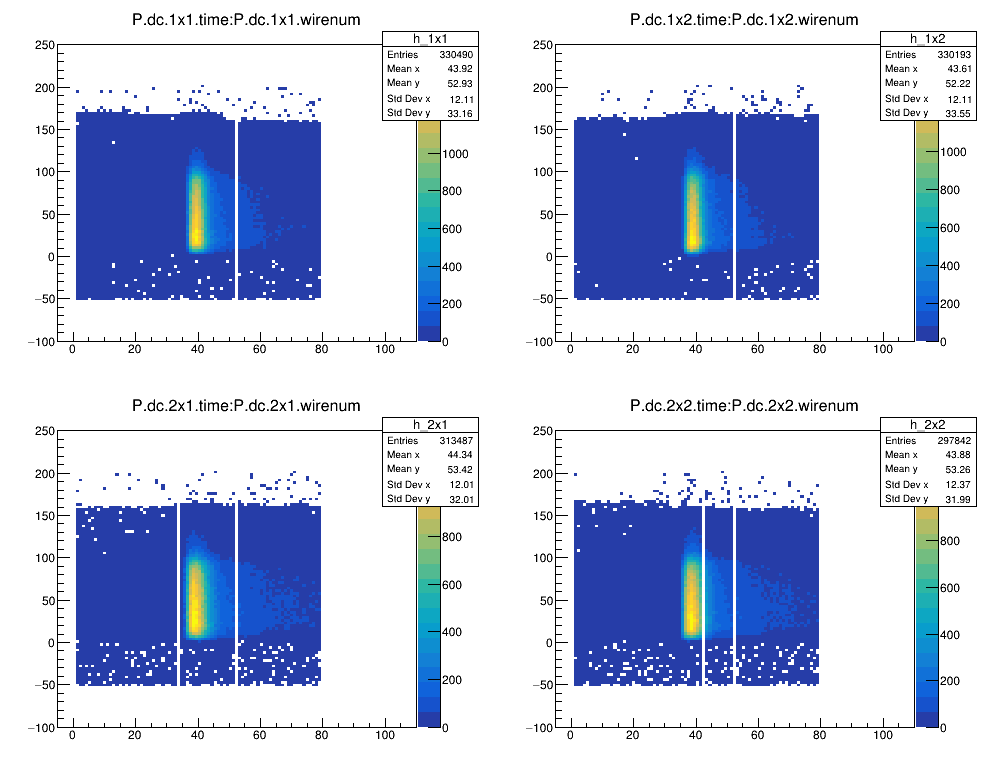 P.dc.1x1.time:P.dc.1x1.wirenum
h_1x1
Entries 330490
Mean x 43.92
Mean y 52.93
Std Dev x 12.11
Std Dev y 33.16
250
200
150
100
50
0
−50
−100
0 20 40 60 80 100
1000
800
600
400
200
0
P.dc.1x2.time:P.dc.1x2.wirenum
h_1x2
Entries 330193
Mean x 43.61
Mean y 52.22
Std Dev x 12.11
Std Dev y 33.55
250
200
150
100
50
0
−50
−100
0 20 40 60 80 100
1000
800
600
400
200
0
P.dc.2x1.time:P.dc.2x1.wirenum
h_2x1
Entries 313487
Mean x 44.34
Mean y 53.42
Std Dev x 12.01
Std Dev y 32.01
250
200
150
100
50
0
−50
−100
0 20 40 60 80 100
800
600
400
200
0
P.dc.2x2.time:P.dc.2x2.wirenum
h_2x2
Entries 297842
Mean x 43.88
Mean y 53.26
Std Dev x 12.37
Std Dev y 31.99
250
200
150
100
50
0
−50
−100
0 20 40 60 80 100
800
600
400
200
0